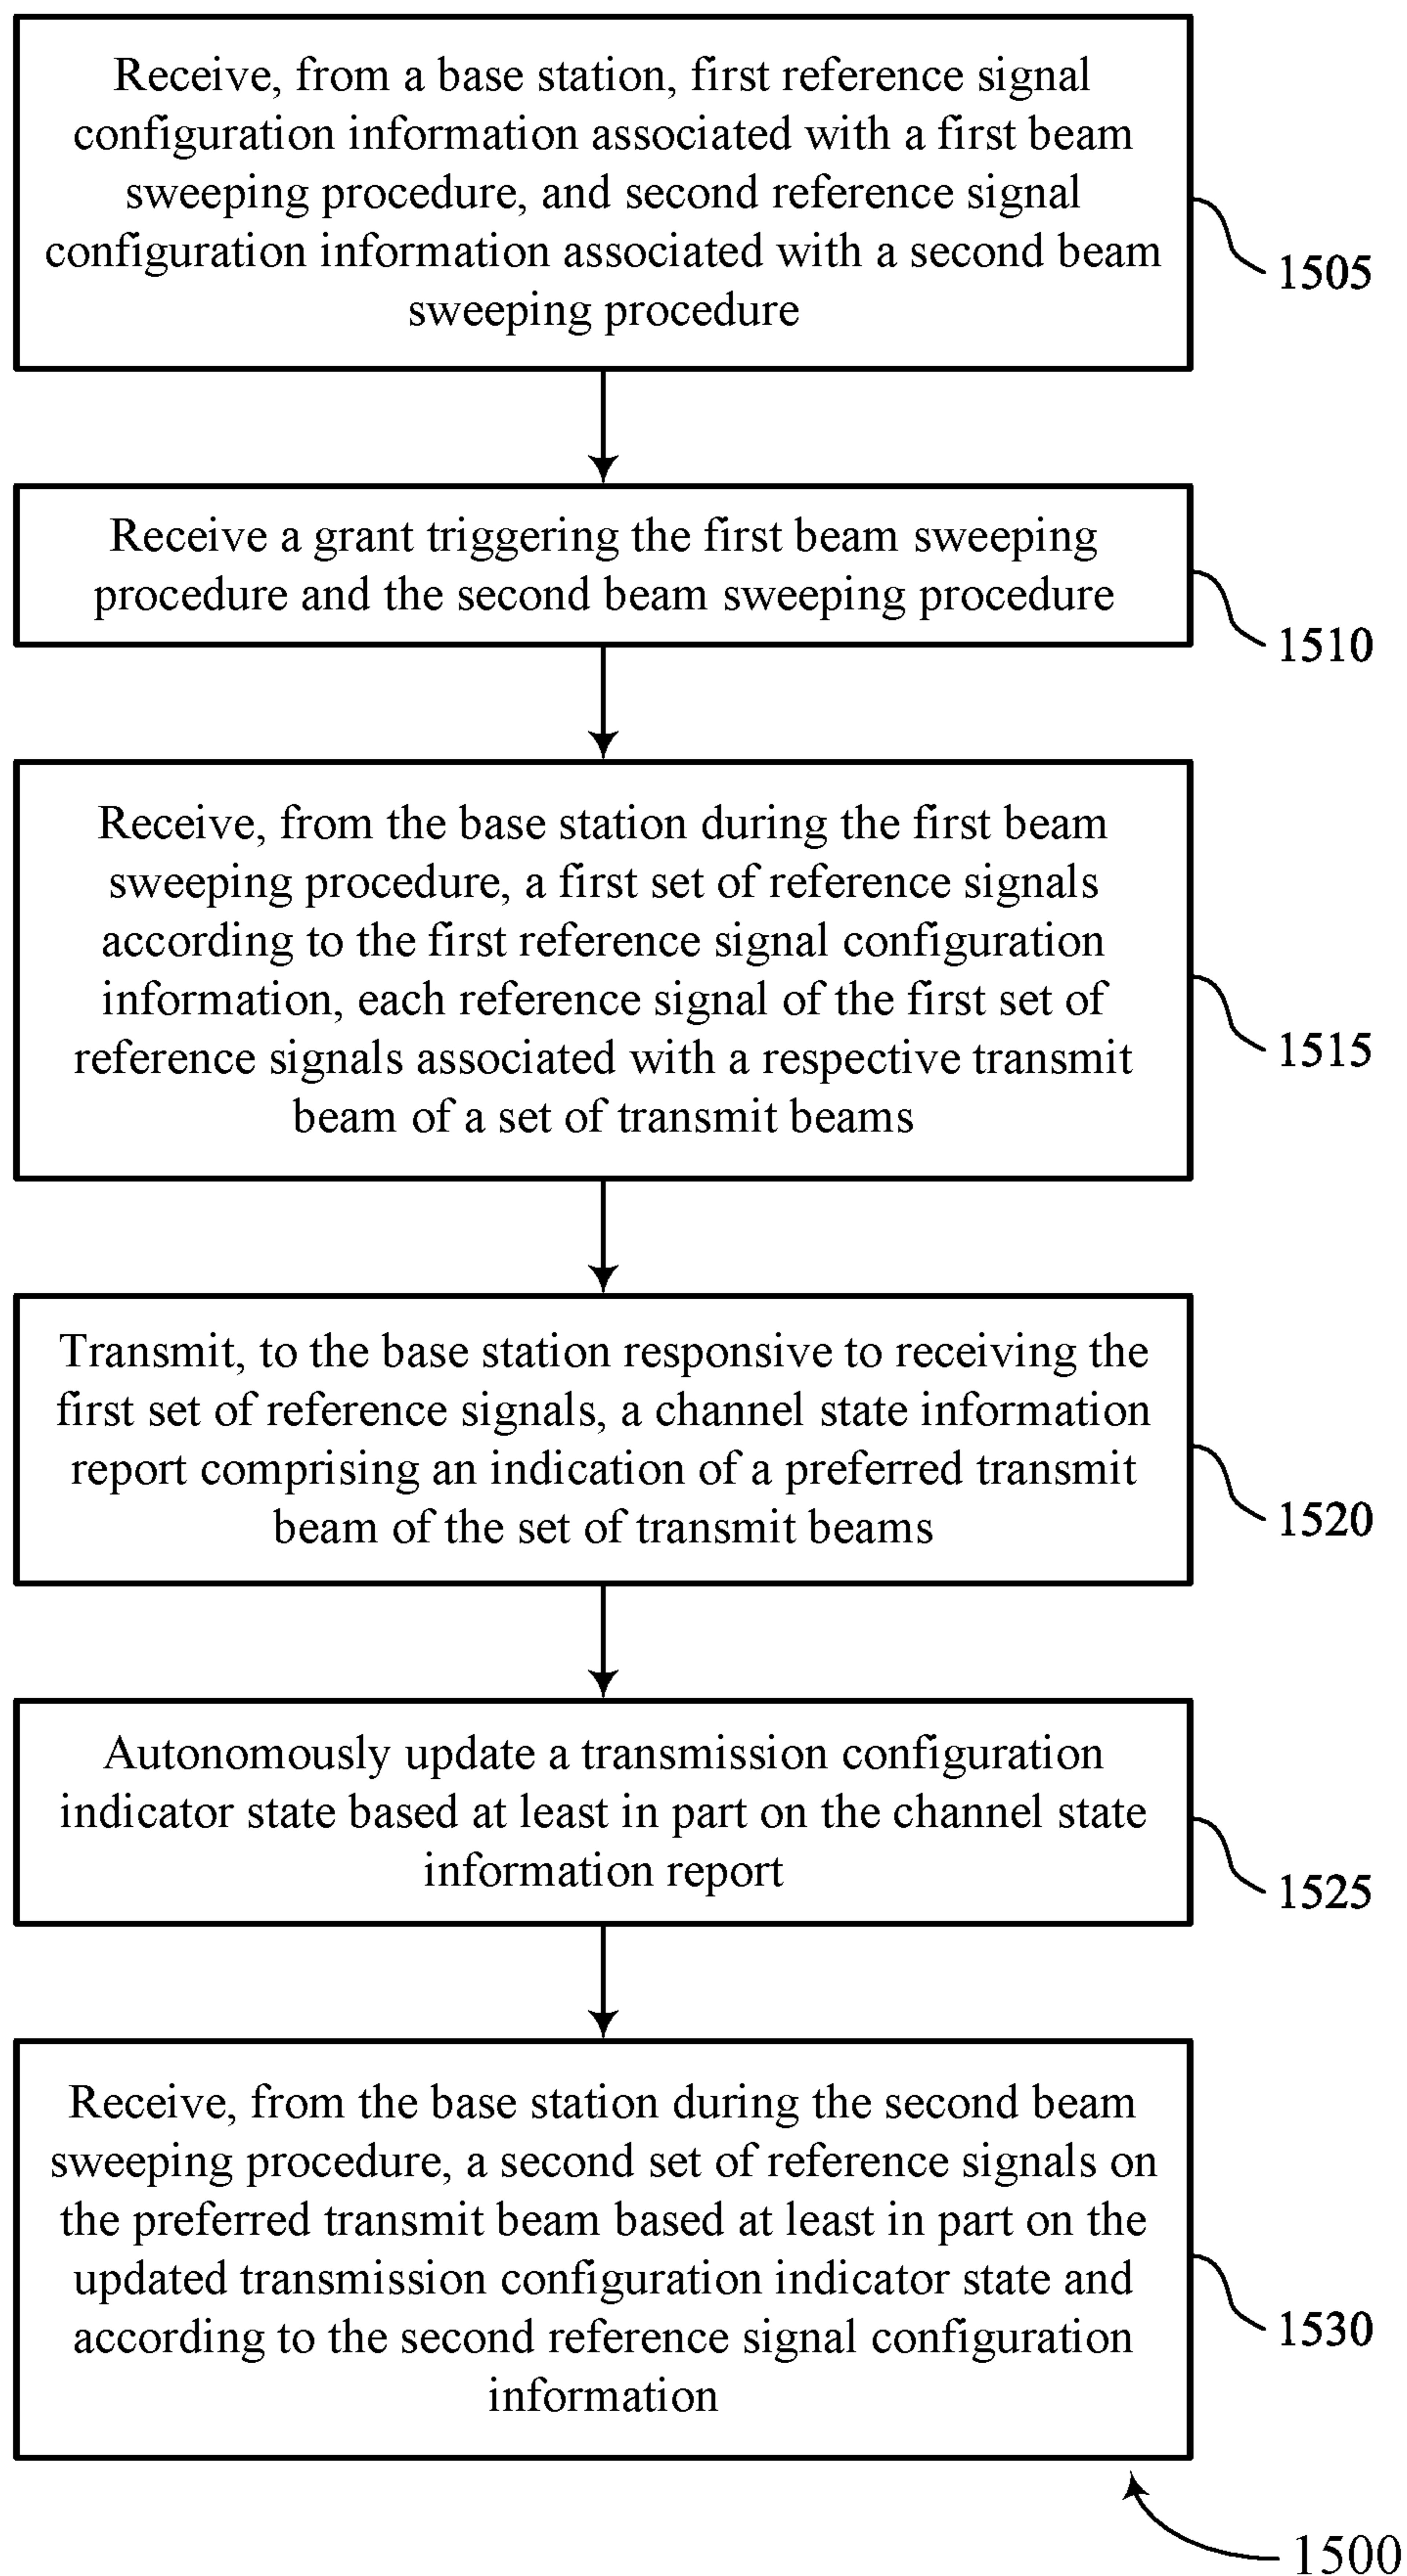 Receive, from a base station, first reference signal
configuration information associated with a first beam
sweeping procedure, and second reference signal
configuration information associated with a second beam
sweeping procedure
1505
Receive a grant triggering the first beam sweeping
procedure and the second beam sweeping procedure
1510
Receive, from the base station during the first beam
sweeping procedure, a first set of reference signals
according to the first reference signal configuration
information, each reference signal of the first set of
reference signals associated with a respective transmit
beam of a set of transmit beams
1515
Transmit, to the base station responsive to receiving the
first set of reference signals, a channel state information
report comprising an indication of a preferred transmit
beam of the set of transmit beams
1520
Autonomously update a transmission configuration
indicator state based at least in part on the channel state
information report
1525
Receive, from the base station during the second beam
sweeping procedure, a second set of reference signals on
the preferred transmit beam based at least in part on the
updated transmission configuration indicator state and
according to the second reference signal configuration
information
1530
1500